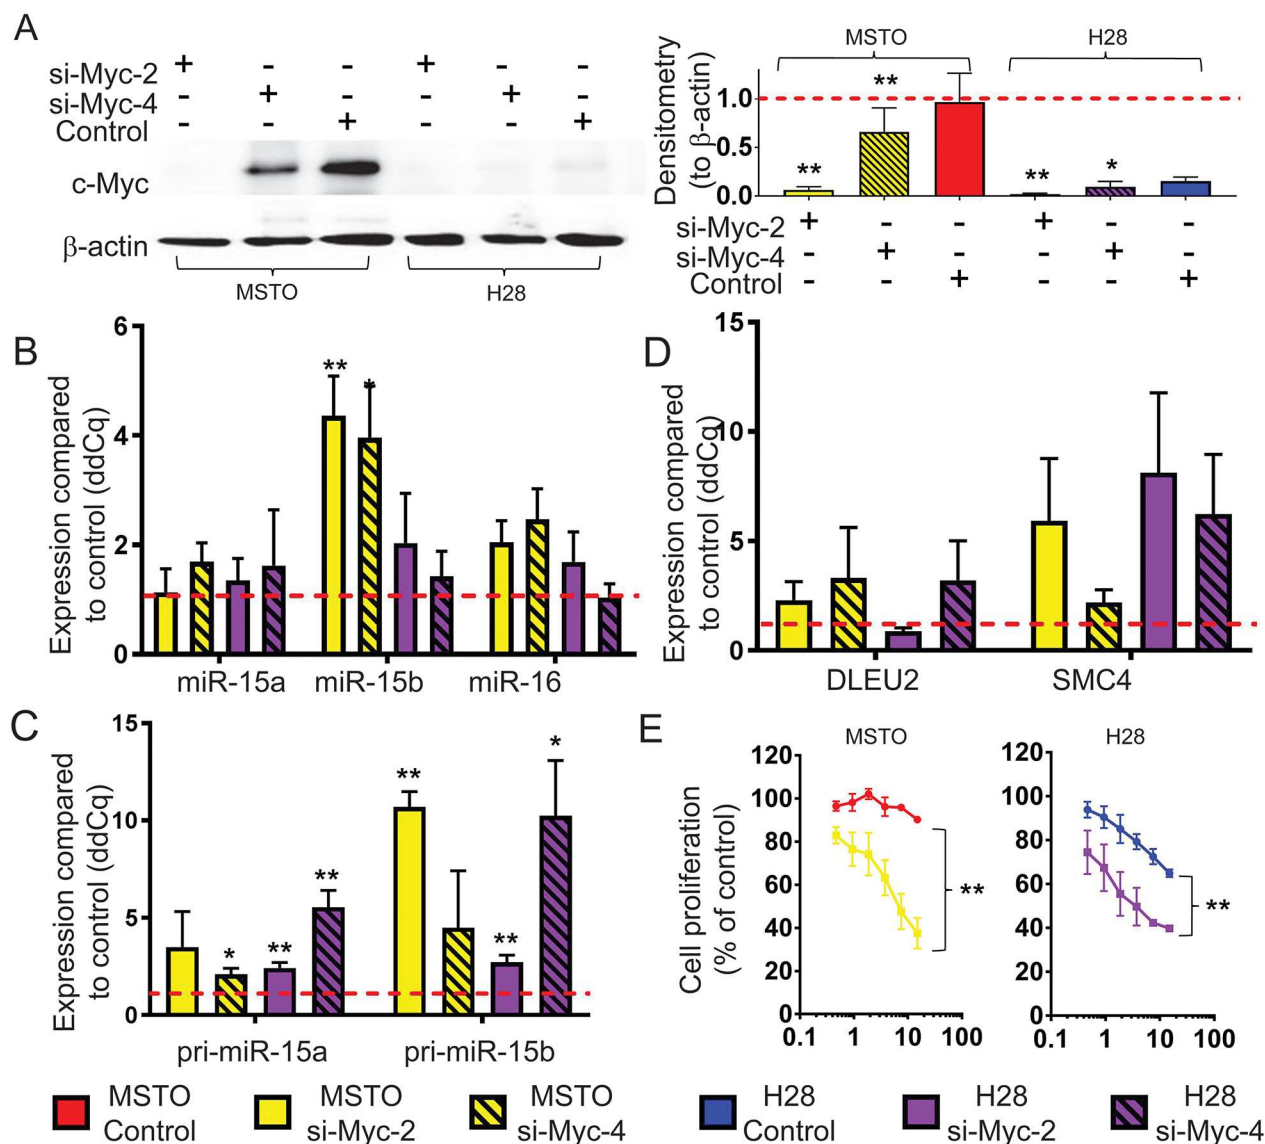 A
si-Myc-2 + - - + - -
si-Myc-4 - + - - + -
Control - - + - - +
c-Myc
β-actin
MSTO H28
MSTO H28
Densitometry
(to β-actin)
1.0
0.5
0.0
** ** ** *
si-Myc-2 + - - + - -
si-Myc-4 - + - - + -
Control - - + - - +
B
Expression compared
to control (ddCq)
6
4
2
0
** *
miR-15a miR-15b miR-16
D
Expression compared
to control (ddCq)
15
10
5
0
DLEU2 SMC4
C
Expression compared
to control (ddCq)
15
10
5
0
* ** ** ** ** *
pri-miR-15a pri-miR-15b
E
Cell proliferation
(% of control)
MSTO
120
100
80
60
40
20
0
0.1 1 10 100
**
H28
120
100
80
60
40
20
0
0.1 1 10 100
**
MSTO
Control
MSTO
si-Myc-2
MSTO
si-Myc-4
H28
Control
H28
si-Myc-2
H28
si-Myc-4